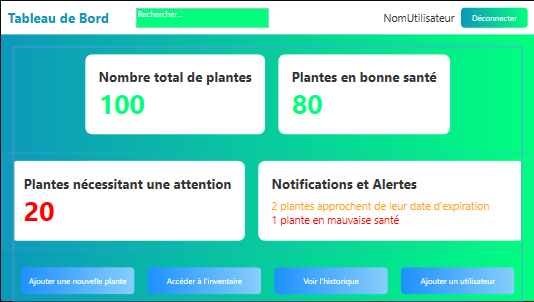 Tableau de Bord
Rechercher...
NomUtilisateur
Déconnecter
Nombre total de plantes
100
Plantes en bonne santé
80
Plantes nécessitant une attention
20
Notifications et Alertes
2 plantes approchent de leur date d'expiration
1 plante en mauvaise santé
Ajouter une nouvelle plante
Accéder à l'inventaire
Voir l'historique
Ajouter un utilisateur